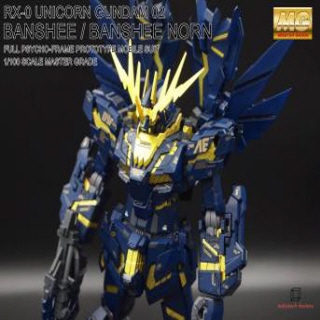 RX-0 UNICORN GUNDAM 02
BANSHEE / BANSHEE NORN
FULL PSYCHO-FRAME PROTOTYPE MOBILE SUIT
1/100 SCALE MASTER GRADE
MG